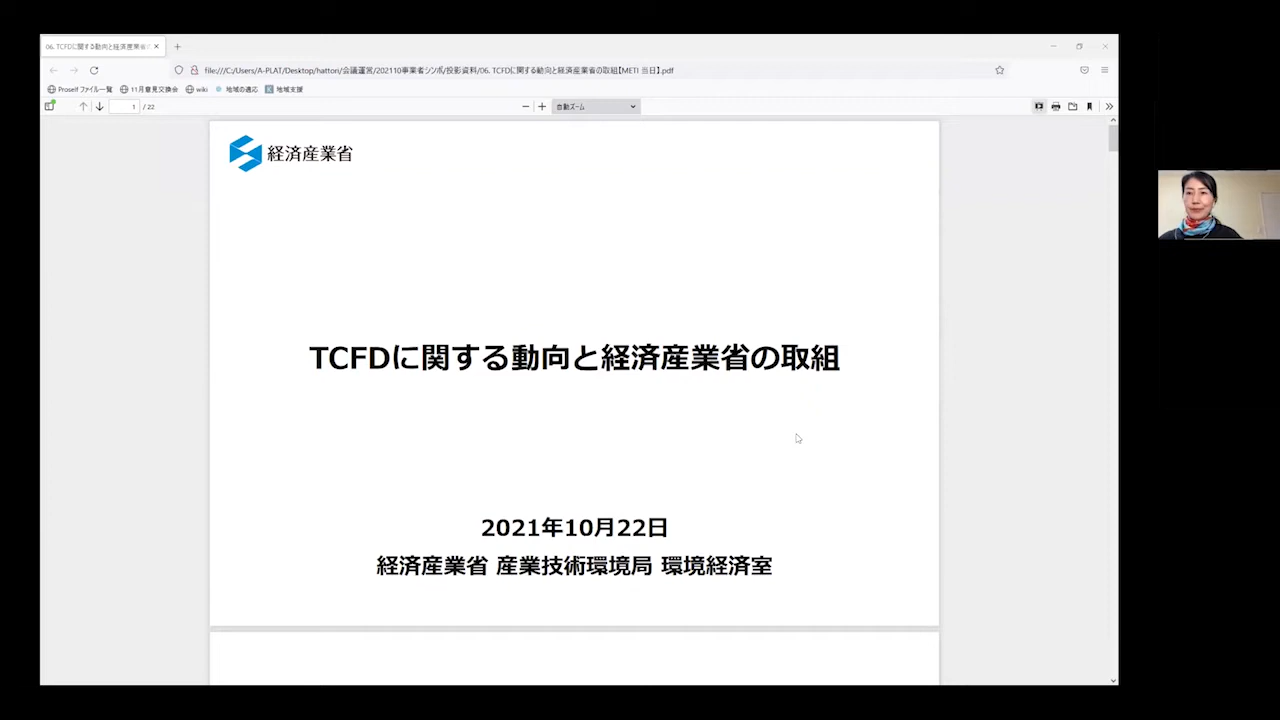 06. TCFDに関する動向と経済産業省の
file:///C:/Users/A-PLAT/Desktop/hattori/会議運営/202110事業者シンポ/投影資料/06. TCFDに関する動向と経済産業省の取組【METI 当日】.pdf
Proself ファイル一覧 11月意見交換会 wiki 地域の適応 地域支援
1 / 22 自動ズーム
経済産業省
TCFDに関する動向と経済産業省の取組
2021年10月22日
経済産業省 産業技術環境局 環境経済室